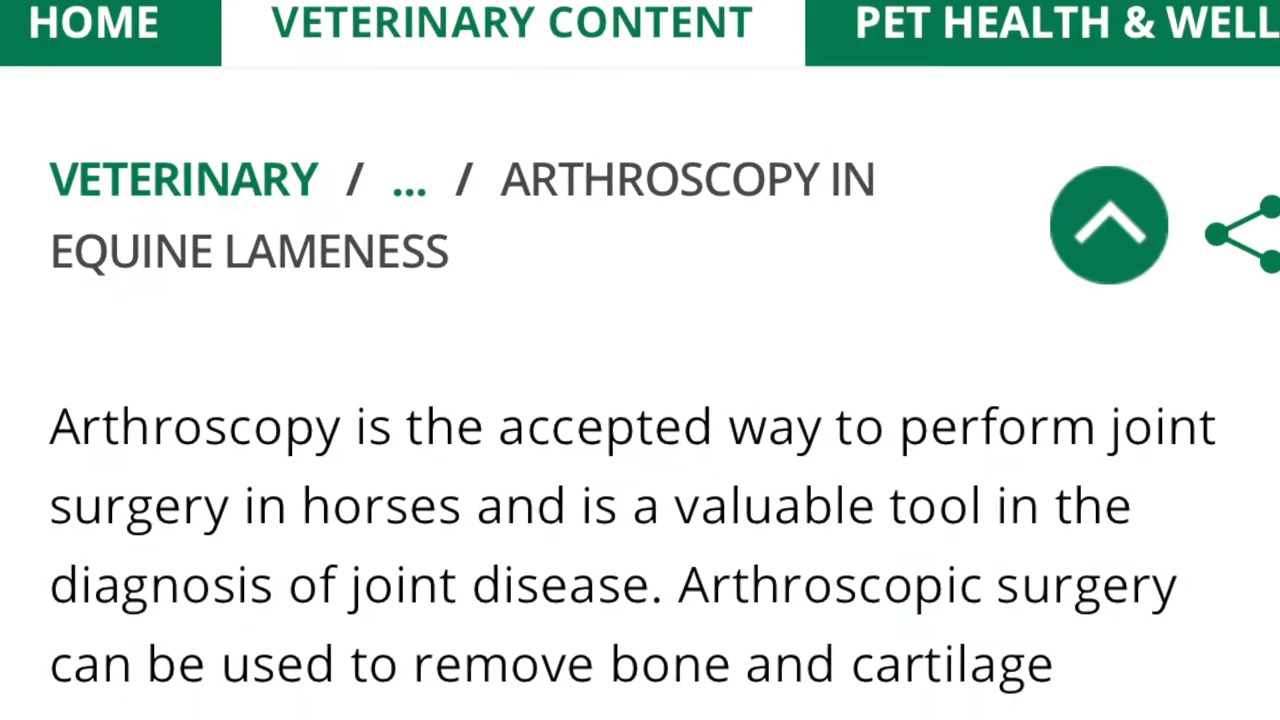 HOME VETERINARY CONTENT PET HEALTH & WELL
VETERINARY / ... / ARTHROSCOPY IN
EQUINE LAMENESS
Arthroscopy is the accepted way to perform joint
surgery in horses and is a valuable tool in the
diagnosis of joint disease. Arthroscopic surgery
can be used to remove bone and cartilage